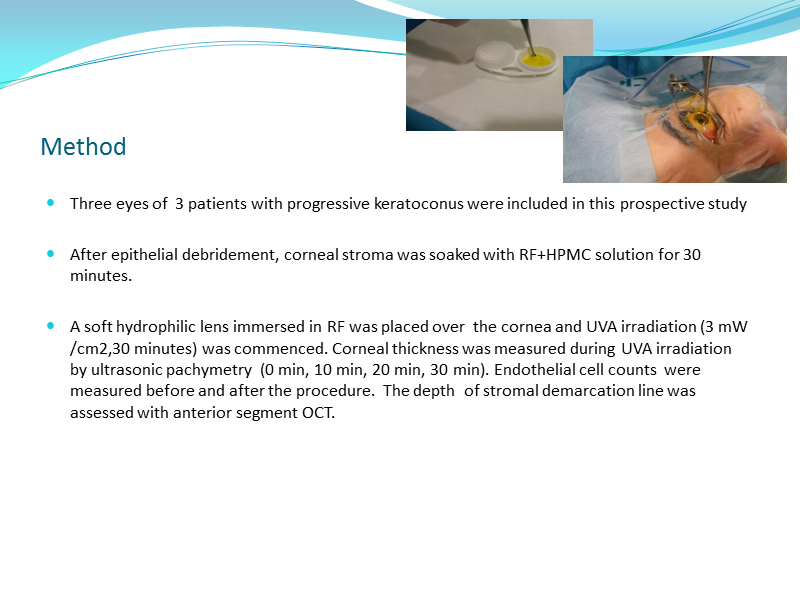 Method
Three eyes of 3 patients with progressive keratoconus were included in this prospective study
After epithelial debridement, corneal stroma was soaked with RF+HPMC solution for 30
minutes.
A soft hydrophilic lens immersed in RF was placed over the cornea and UVA irradiation (3 mW
/cm2,30 minutes) was commenced. Corneal thickness was measured during UVA irradiation
by ultrasonic pachymetry (0 min, 10 min, 20 min, 30 min). Endothelial cell counts were
measured before and after the procedure. The depth of stromal demarcation line was
assessed with anterior segment OCT.